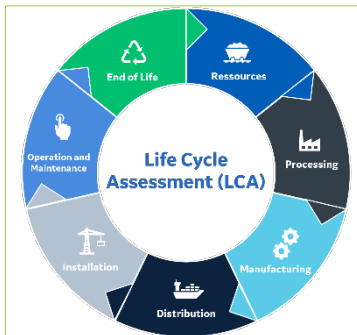 End of Life
Ressources
Operation and
Maintenance
Life Cycle
Assessment (LCA)
Processing
Installation
Manufacturing
Distribution